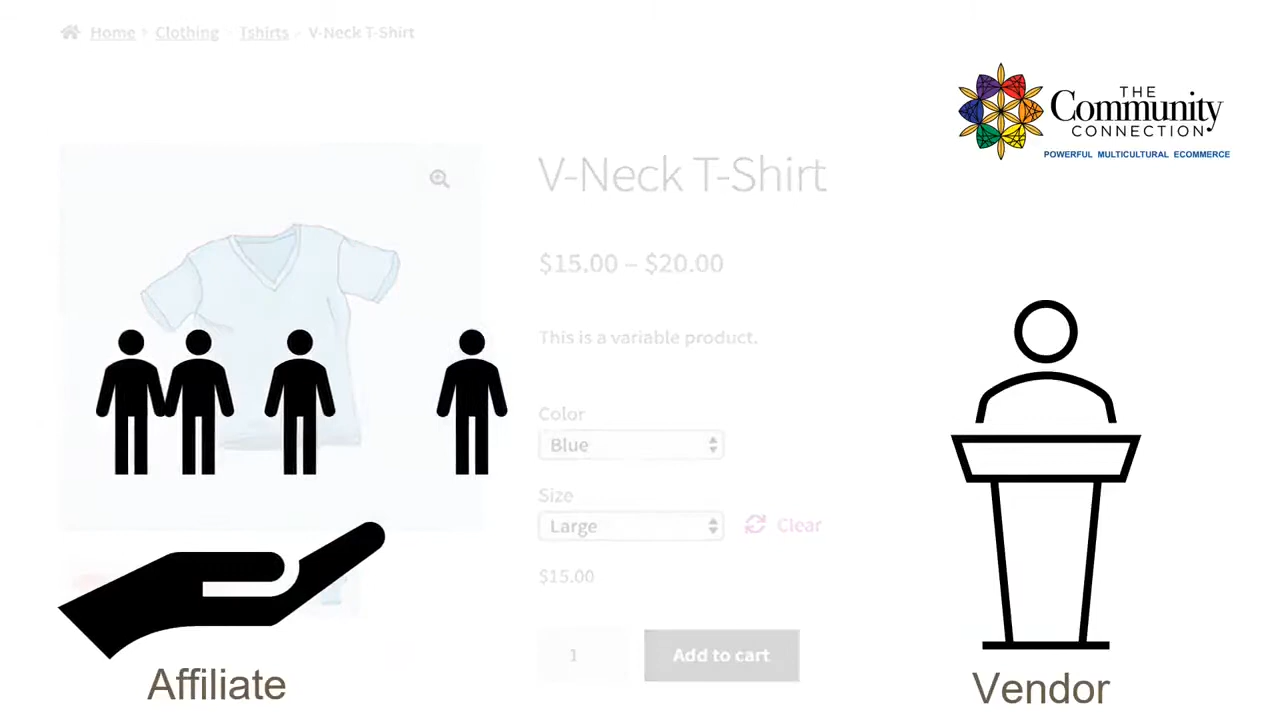 Home Clothing Tshirts V-Neck T-Shirt
THE
Community
CONNECTION
POWERFUL MULTICULTURAL ECOMMERCE
V-Neck T-Shirt
$15.00 – $20.00
This is a variable product.
Color
Blue
Size
Large
Clear
$15.00
1
Add to cart
Affiliate
Vendor